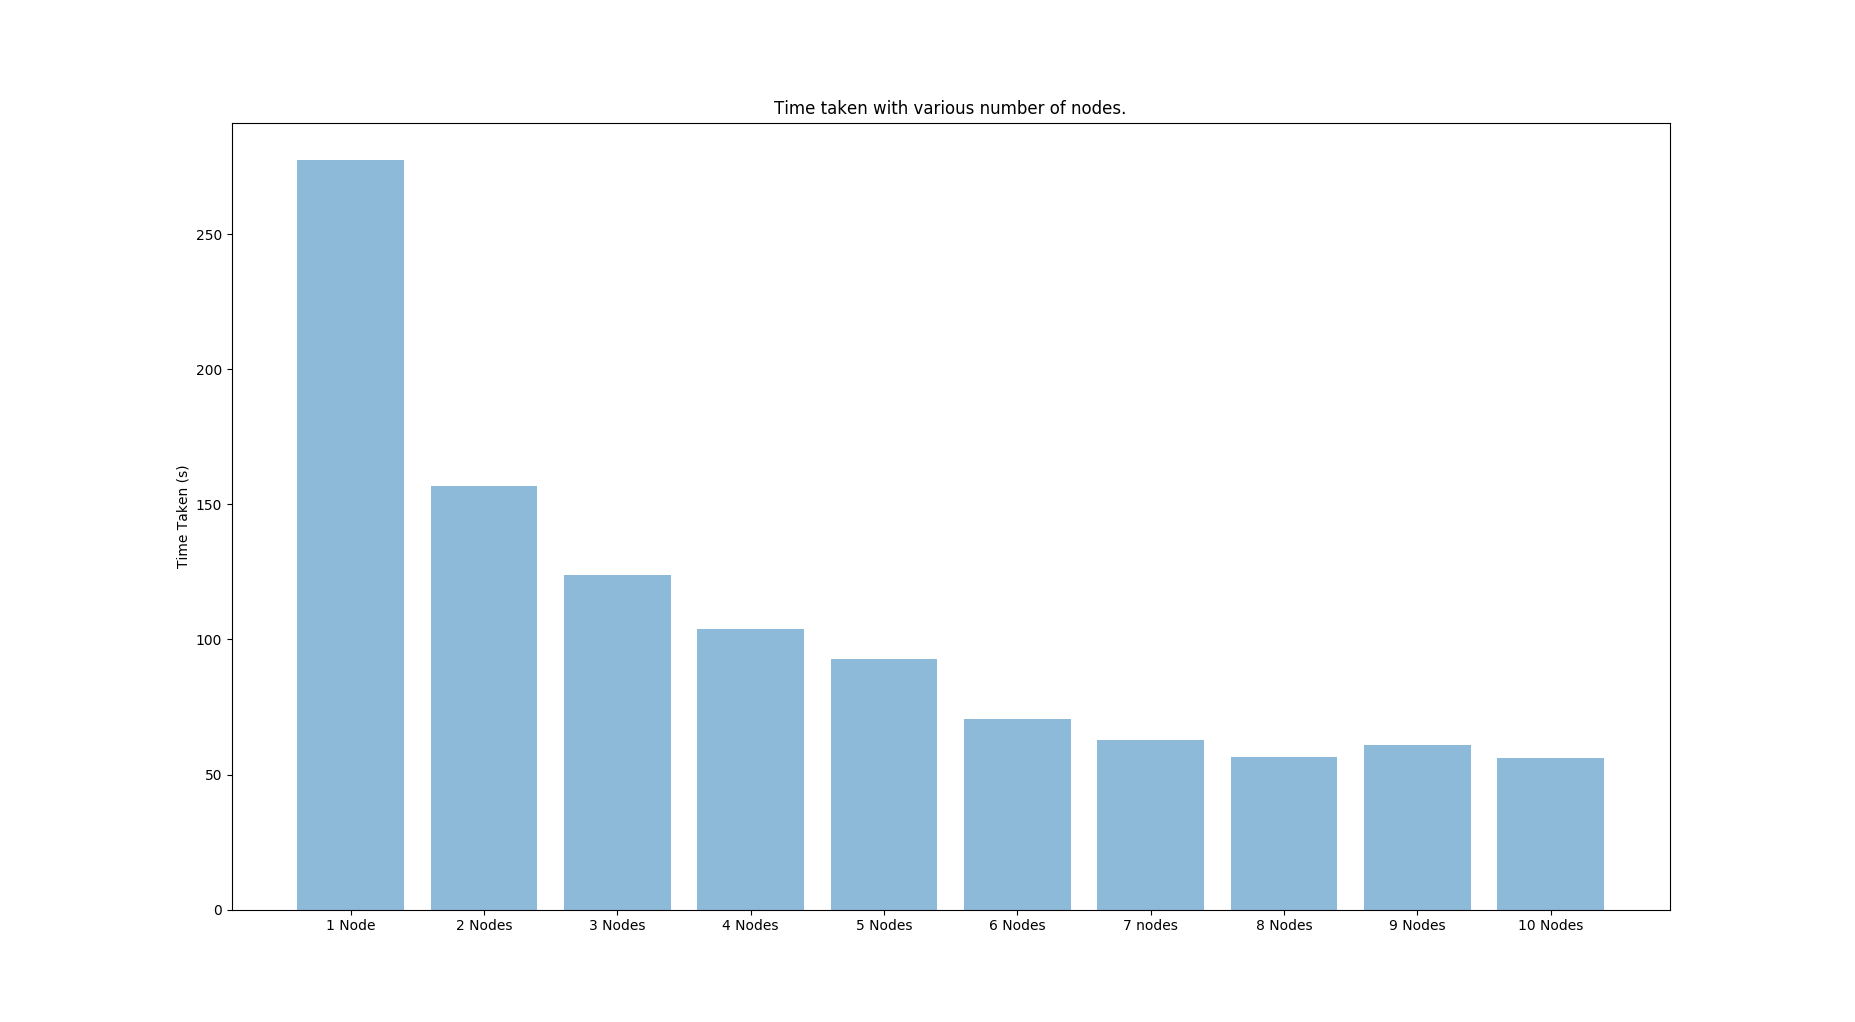 Time taken with various number of nodes.
Time Taken (s)
250
200
150
100
50
0
1 Node
2 Nodes
3 Nodes
4 Nodes
5 Nodes
6 Nodes
7 nodes
8 Nodes
9 Nodes
10 Nodes